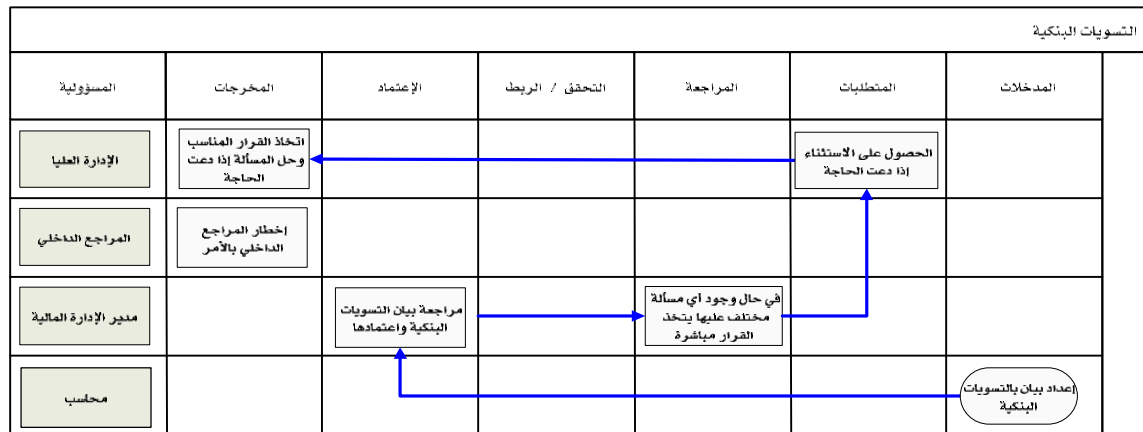 التسويات البنكية
المدخلات
المتطلبات
المراجعة
التحقق / الربط
الإعتماد
المخرجات
المسؤولية
الحصول على الاستثناء
إذا دعت الحاجة
اتخاذ القرار المناسب
وحل المسألة إذا دعت
الحاجة
الإدارة العليا
إخطار المراجع
الداخلي بالأمر
المراجع الداخلي
في حال وجود أي مسألة
مختلف عليها يتخذ
القرار مباشرة
مراجعة بيان التسويات
البنكية واعتمادها
مدير الإدارة المالية
إعداد بيان بالتسويات
البنكية
محاسب